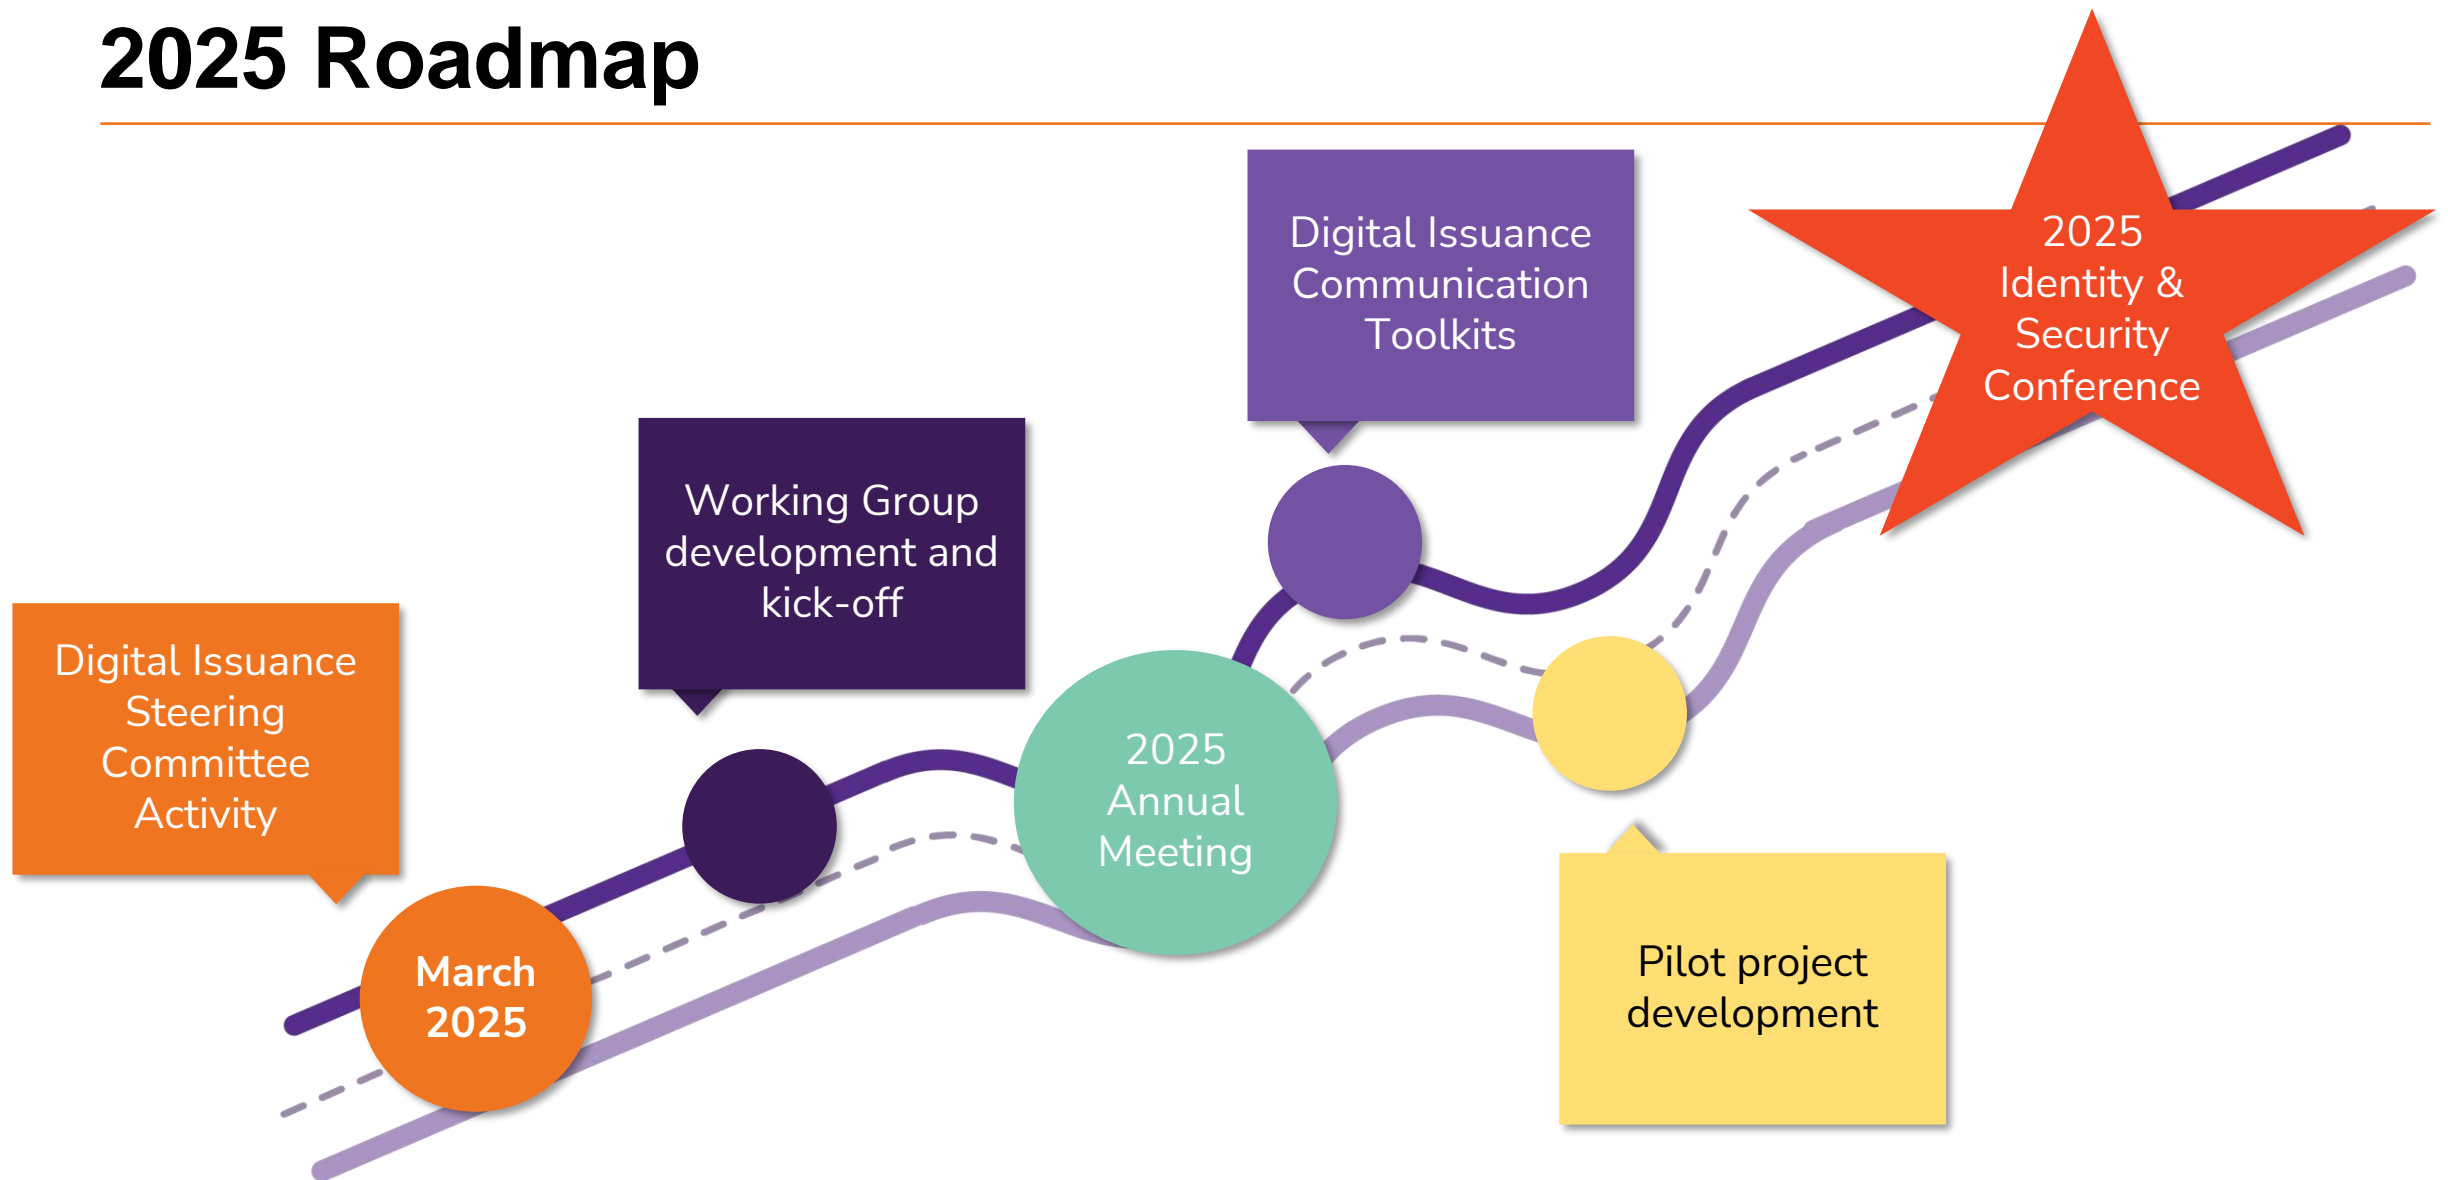 2025 Roadmap
Digital Issuance
Steering
Committee
Activity
March
2025
Working Group
development and
kick-off
2025
Annual
Meeting
Digital Issuance
Communication
Toolkits
Pilot project
development
2025
Identity &
Security
Conference